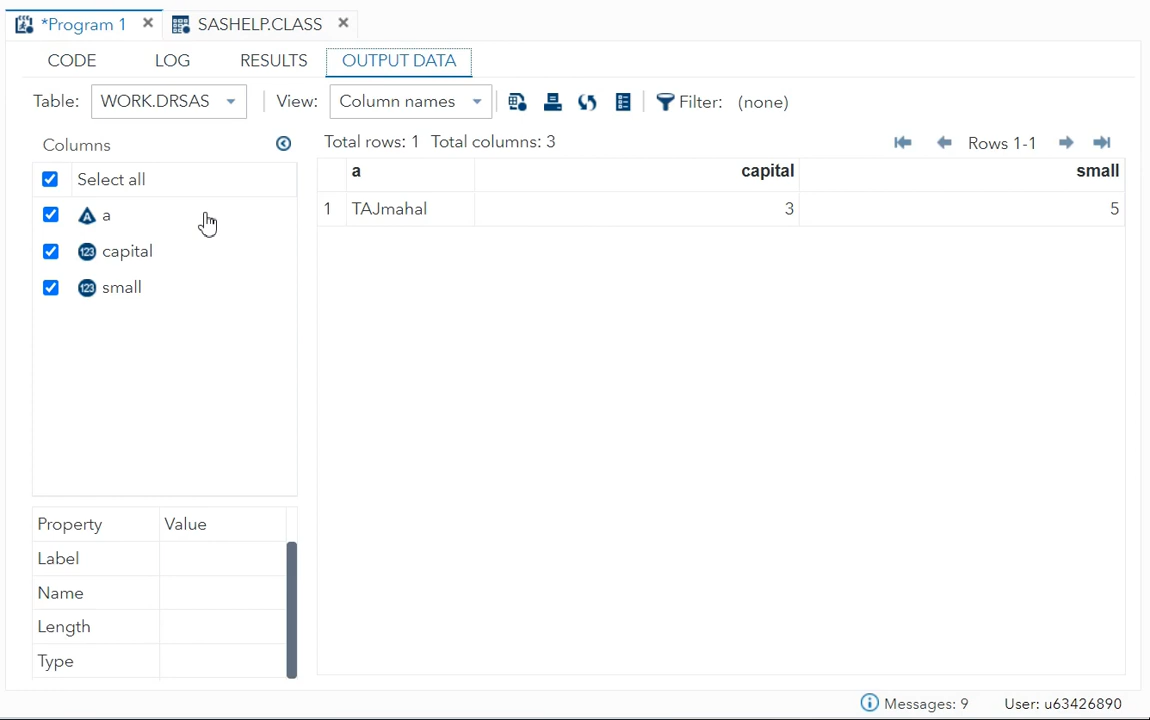 *Program 1 × SASHELP.CLASS ×
CODE LOG RESULTS OUTPUT DATA
Table: WORK.DRSAS View: Column names Filter: (none)
Columns
Total rows: 1 Total columns: 3
Rows 1-1
Select all
a
capital
small
a capital small
1 TAJmahal 3 5
Property Value
Label
Name
Length
Type
Messages: 9 User: u63426890